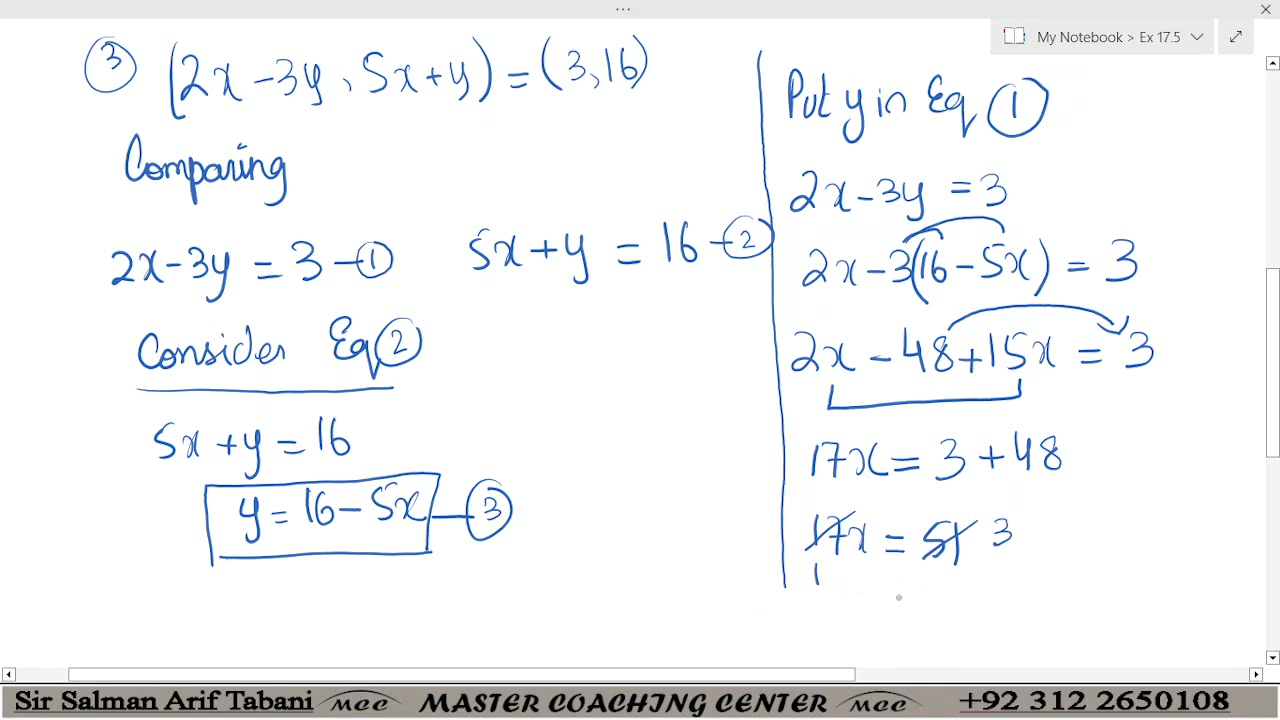 ...
My Notebook > Ex 17.5
③ (2x-3y, 5x+y) = (3,16)
Comparing
2x-3y = 3 -①
5x+y = 16 -②
Consider Eq ②
5x+y = 16
y = 16-5x — ③
Put y in Eq ①
2x-3y = 3
2x-3(16-5x) = 3
2x-48+15x = 3
17x = 3+48
17x = 51 3
1
Sir Salman Arif Tabani mcc MASTER COACHING CENTER mcc +92 312 2650108